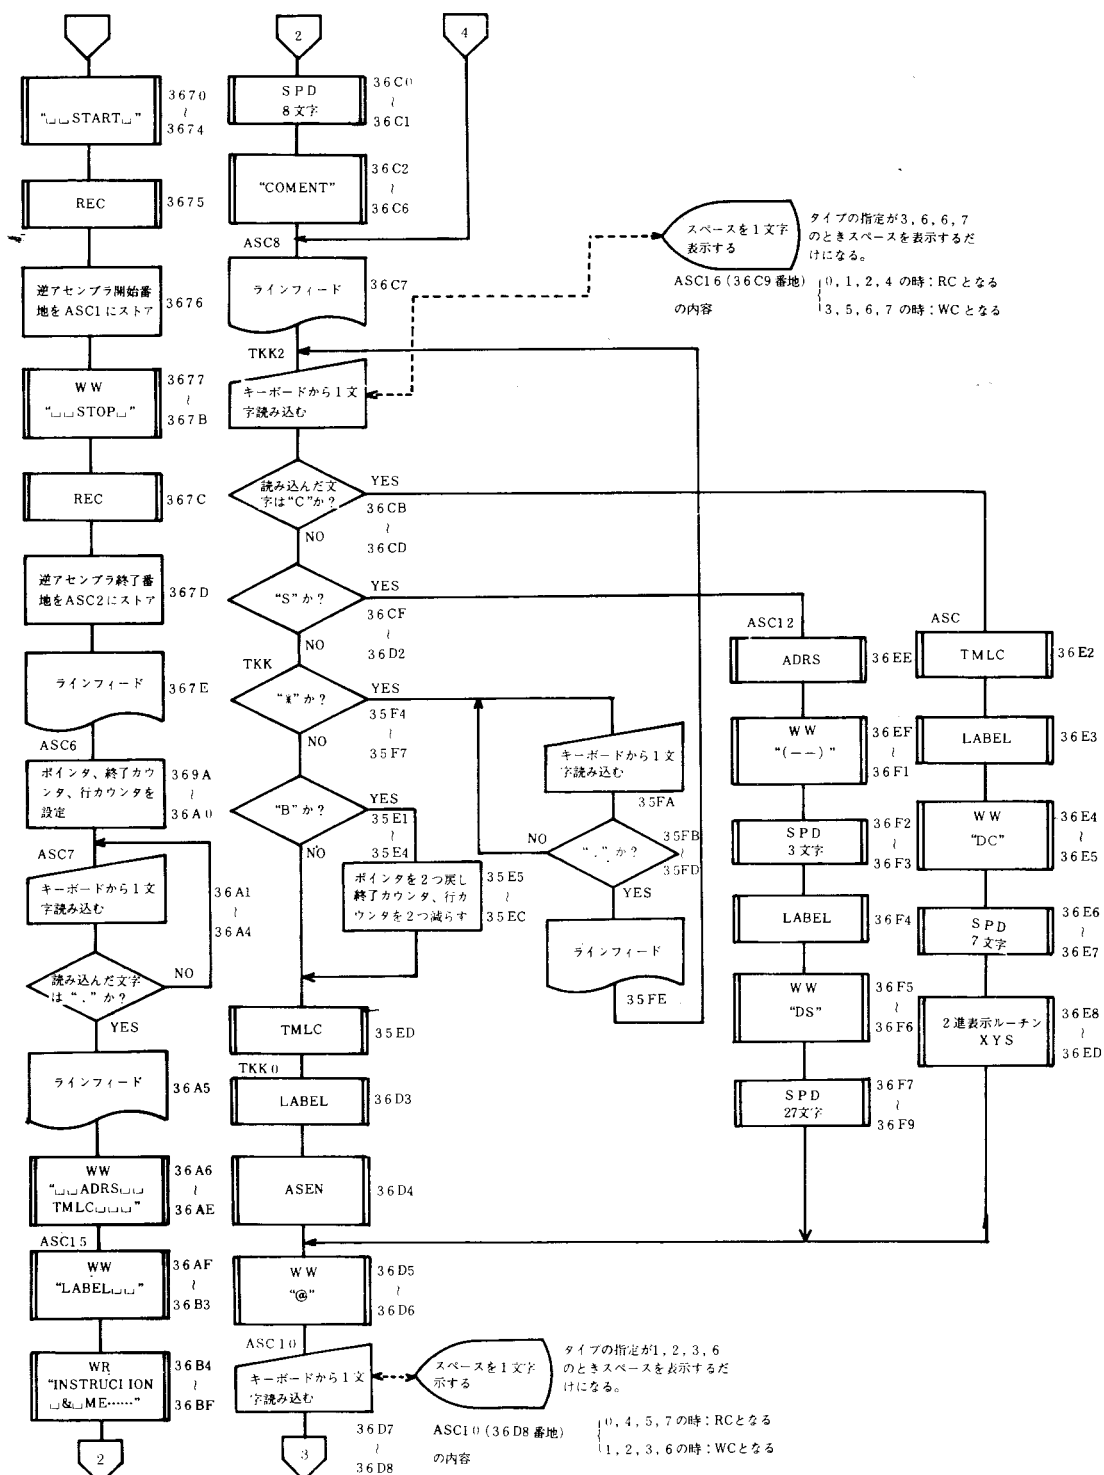 "␣␣START␣"
3670
≀
3674
REC
3675
逆アセンブラ開始番
地をASC1にストア
3676
WW
"␣␣STOP␣"
3677
≀
367B
REC
367C
逆アセンブラ終了番
地をASC2にストア
367D
ラインフィード
367E
ASC6
ポインタ、終了カウ
ンタ、行カウンタを
設定
369A
≀
36A0
ASC7
キーボードから1文
字読み込む
36A1
≀
36A4
読み込んだ文字
は"."か?
NO
YES
ラインフィード
36A5
WW
"␣␣ADRS␣␣
TMLC␣␣␣"
36A6
≀
36AE
ASC15
WW
"LABEL␣␣"
36AF
≀
36B3
WR
"INSTRUCIION
␣&␣ME……"
36B4
≀
36BF
2
2
SPD
8文字
36C0
≀
36C1
"COMENT"
36C2
≀
36C6
4
ASC8
ラインフィード
36C7
TKK2
キーボードから1文
字読み込む
スペースを1文字
表示する
タイプの指定が3,6,6,7
のときスペースを表示するだ
けになる。
ASC16(36C9番地)
の内容
0,1,2,4の時:RCとなる
3,5,6,7の時:WCとなる
読み込んだ文
字は"C"か?
YES
36CB
≀
36CD
NO
"S"か?
YES
36CF
≀
36D2
NO
TKK
"*"か?
YES
35F4
≀
35F7
NO
"B"か?
YES
35E1
≀
35E4
NO
ポインタを2つ戻し
終了カウンタ、行カ
ウンタを2つ減らす
35E5
≀
35EC
TMLC
35ED
TKK0
LABEL
36D3
ASEN
36D4
WW
"@"
36D5
≀
36D6
ASC10
キーボードから1文
字読み込む
36D7
≀
36D8
3
キーボードから1文
字読み込む
35FA
"."か?
NO
35FB
≀
35FD
YES
ラインフィード
35FE
ASC12
ADRS
36EE
WW
"(——)"
36EF
≀
36F1
SPD
3文字
36F2
≀
36F3
LABEL
36F4
WW
"DS"
36F5
≀
36F6
SPD
27文字
36F7
≀
36F9
ASC
TMLC
36E2
LABEL
36E3
WW
"DC"
36E4
≀
36E5
SPD
7文字
36E6
≀
36E7
2進表示ルーチン
XYS
36E8
≀
36ED
スペースを1文字
示する
タイプの指定が1,2,3,6
のときスペースを表示するだ
けになる。
ASC10(36D8番地)
の内容
0,4,5,7の時:RCとなる
1,2,3,6の時:WCとなる